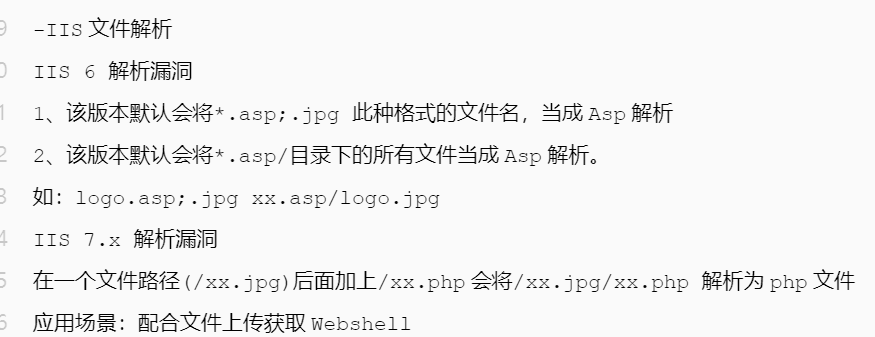 9 -IIS 文件解析
0 IIS 6 解析漏洞
1 1、该版本默认会将*.asp;.jpg 此种格式的文件名，当成 Asp 解析
2 2、该版本默认会将*.asp/目录下的所有文件当成 Asp 解析。
3 如：logo.asp;.jpg xx.asp/logo.jpg
4 IIS 7.x 解析漏洞
5 在一个文件路径(/xx.jpg)后面加上/xx.php 会将/xx.jpg/xx.php 解析为 php 文件
6 应用场景：配合文件上传获取 Webshell